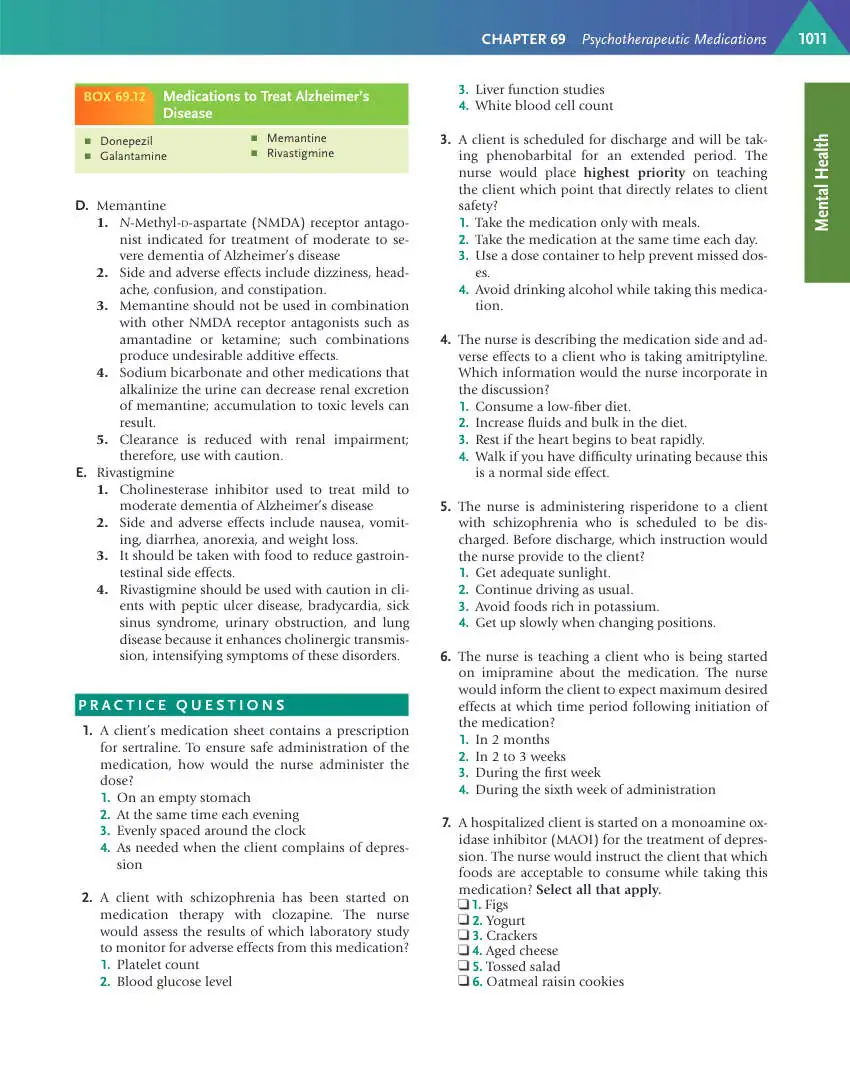 CHAPTER 69 Psychotherapeutic Medications 1011
Mental Health
BOX 69.12 Medications to Treat Alzheimer's
Disease
■ Donepezil
■ Galantamine
■ Memantine
■ Rivastigmine
D. Memantine
1. N-Methyl-D-aspartate (NMDA) receptor antago-
nist indicated for treatment of moderate to se-
vere dementia of Alzheimer's disease
2. Side and adverse effects include dizziness, head-
ache, confusion, and constipation.
3. Memantine should not be used in combination
with other NMDA receptor antagonists such as
amantadine or ketamine; such combinations
produce undesirable additive effects.
4. Sodium bicarbonate and other medications that
alkalinize the urine can decrease renal excretion
of memantine; accumulation to toxic levels can
result.
5. Clearance is reduced with renal impairment;
therefore, use with caution.
E. Rivastigmine
1. Cholinesterase inhibitor used to treat mild to
moderate dementia of Alzheimer's disease
2. Side and adverse effects include nausea, vomit-
ing, diarrhea, anorexia, and weight loss.
3. It should be taken with food to reduce gastroin-
testinal side effects.
4. Rivastigmine should be used with caution in cli-
ents with peptic ulcer disease, bradycardia, sick
sinus syndrome, urinary obstruction, and lung
disease because it enhances cholinergic transmis-
sion, intensifying symptoms of these disorders.
PRACTICE QUESTIONS
1. A client's medication sheet contains a prescription
for sertraline. To ensure safe administration of the
medication, how would the nurse administer the
dose?
1. On an empty stomach
2. At the same time each evening
3. Evenly spaced around the clock
4. As needed when the client complains of depres-
sion
2. A client with schizophrenia has been started on
medication therapy with clozapine. The nurse
would assess the results of which laboratory study
to monitor for adverse effects from this medication?
1. Platelet count
2. Blood glucose level
3. Liver function studies
4. White blood cell count
3. A client is scheduled for discharge and will be tak-
ing phenobarbital for an extended period. The
nurse would place highest priority on teaching
the client which point that directly relates to client
safety?
1. Take the medication only with meals.
2. Take the medication at the same time each day.
3. Use a dose container to help prevent missed dos-
es.
4. Avoid drinking alcohol while taking this medica-
tion.
4. The nurse is describing the medication side and ad-
verse effects to a client who is taking amitriptyline.
Which information would the nurse incorporate in
the discussion?
1. Consume a low-fiber diet.
2. Increase fluids and bulk in the diet.
3. Rest if the heart begins to beat rapidly.
4. Walk if you have difficulty urinating because this
is a normal side effect.
5. The nurse is administering risperidone to a client
with schizophrenia who is scheduled to be dis-
charged. Before discharge, which instruction would
the nurse provide to the client?
1. Get adequate sunlight.
2. Continue driving as usual.
3. Avoid foods rich in potassium.
4. Get up slowly when changing positions.
6. The nurse is teaching a client who is being started
on imipramine about the medication. The nurse
would inform the client to expect maximum desired
effects at which time period following initiation of
the medication?
1. In 2 months
2. In 2 to 3 weeks
3. During the first week
4. During the sixth week of administration
7. A hospitalized client is started on a monoamine ox-
idase inhibitor (MAOI) for the treatment of depres-
sion. The nurse would instruct the client that which
foods are acceptable to consume while taking this
medication? Select all that apply.
❑ 1. Figs
❑ 2. Yogurt
❑ 3. Crackers
❑ 4. Aged cheese
❑ 5. Tossed salad
❑ 6. Oatmeal raisin cookies